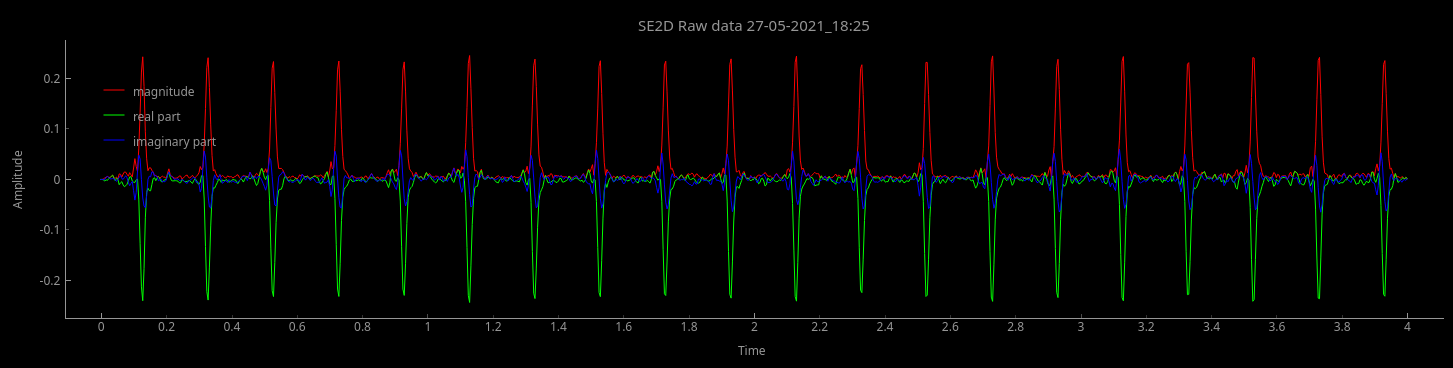 SE2D Raw data 27-05-2021_18:25
Amplitude
0.2
0.1
0
-0.1
-0.2
magnitude
real part
imaginary part
0 0.2 0.4 0.6 0.8 1 1.2 1.4 1.6 1.8 2 2.2 2.4 2.6 2.8 3 3.2 3.4 3.6 3.8 4
Time